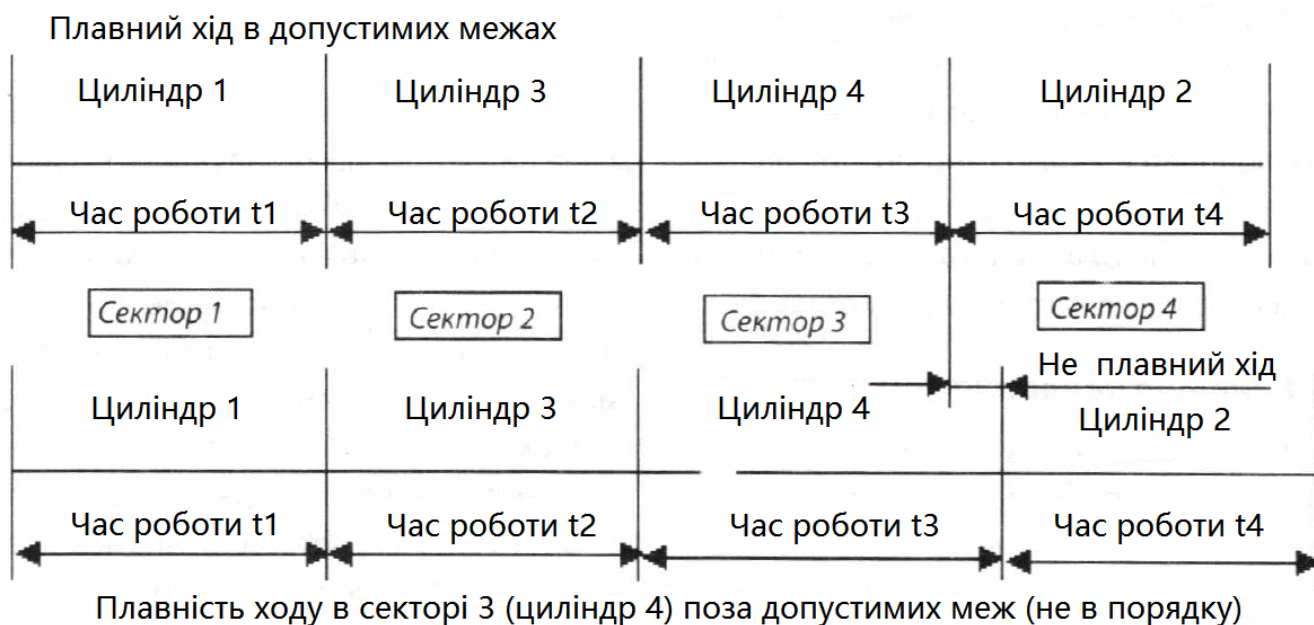 Плавний хід в допустимих межах
Циліндр 1 Циліндр 3 Циліндр 4 Циліндр 2
Час роботи t1 Час роботи t2 Час роботи t3 Час роботи t4
Сектор 1 Сектор 2 Сектор 3 Сектор 4
Не плавний хід
Циліндр 1 Циліндр 3 Циліндр 4 Циліндр 2
Час роботи t1 Час роботи t2 Час роботи t3 Час роботи t4
Плавність ходу в секторі 3 (циліндр 4) поза допустимих меж (не в порядку)